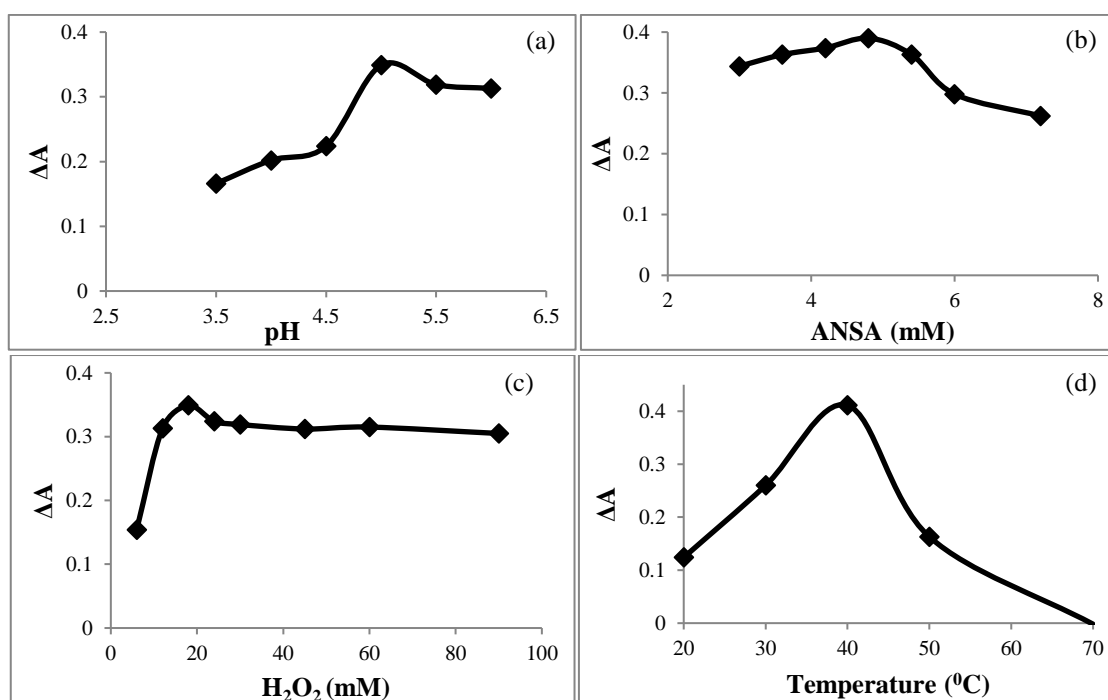 (a)
0.4
0.3
0.2
0.1
0
ΔA
2.5 3.5 4.5 5.5 6.5
pH
(b)
0.4
0.3
0.2
0.1
0
ΔA
2 4 6 8
ANSA (mM)
(c)
0.4
0.3
0.2
0.1
0
ΔA
0 20 40 60 80 100
H₂O₂ (mM)
(d)
0.4
0.3
0.2
0.1
0
ΔA
20 30 40 50 60 70
Temperature (⁰C)